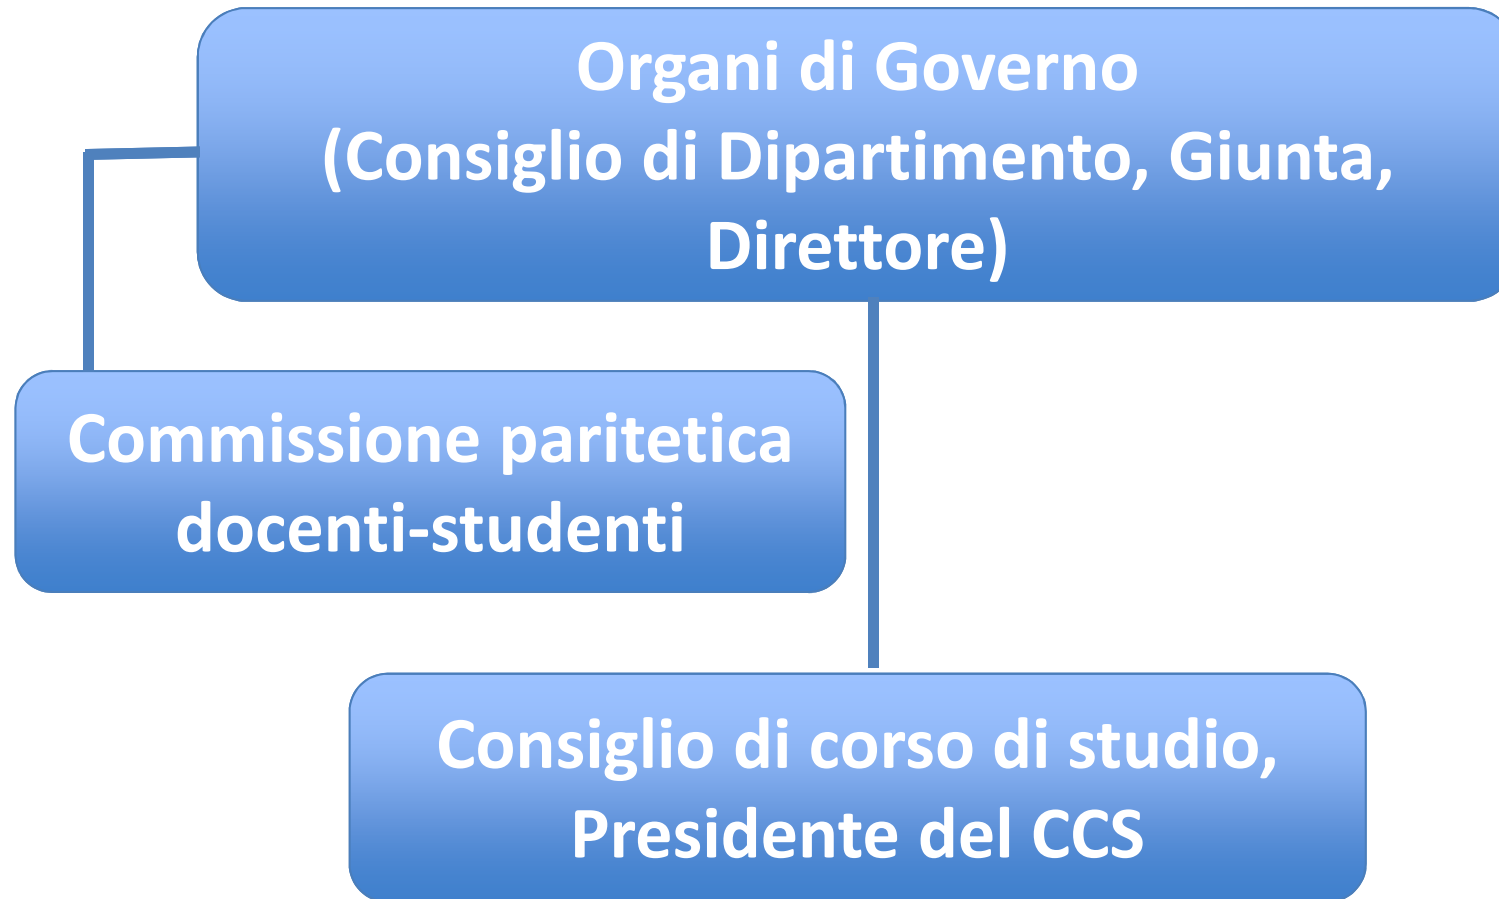 Organi di Governo
(Consiglio di Dipartimento, Giunta,
Direttore)
Commissione paritetica
docenti-studenti
Consiglio di corso di studio,
Presidente del CCS